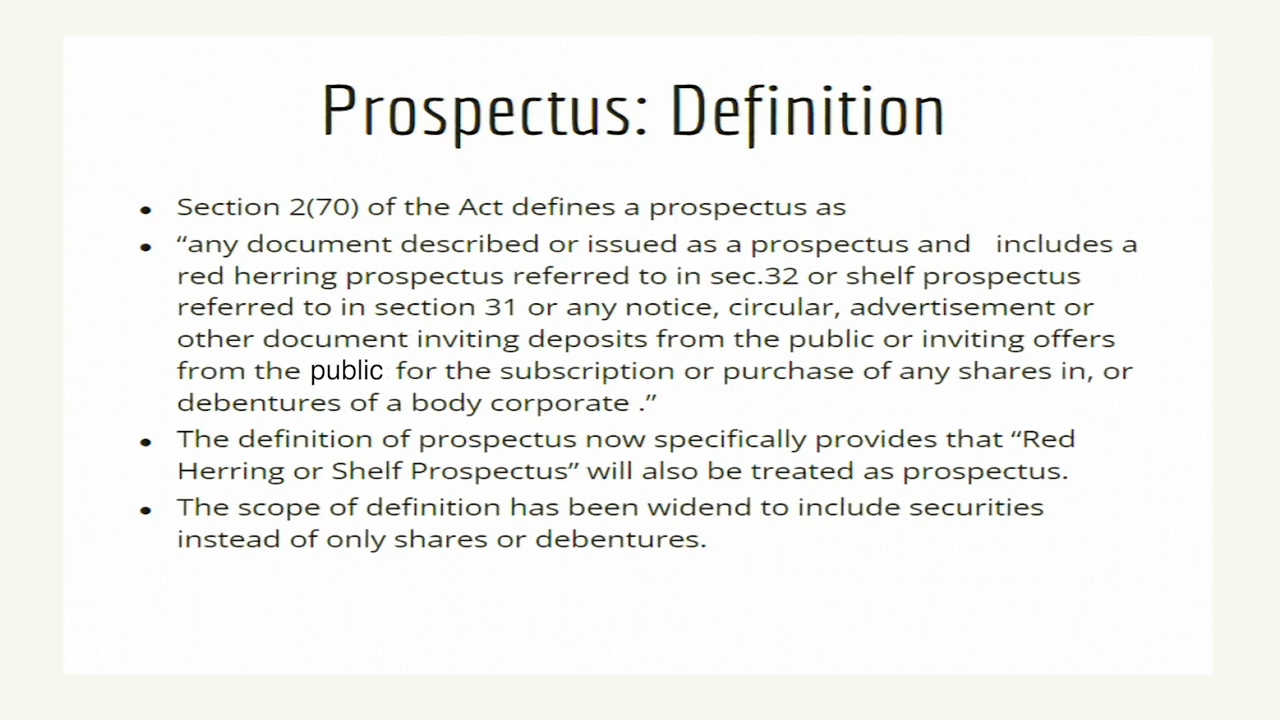 Prospectus: Definition
• Section 2(70) of the Act defines a prospectus as
• “any document described or issued as a prospectus and includes a
red herring prospectus referred to in sec.32 or shelf prospectus
referred to in section 31 or any notice, circular, advertisement or
other document inviting deposits from the public or inviting offers
from the public for the subscription or purchase of any shares in, or
debentures of a body corporate .”
• The definition of prospectus now specifically provides that “Red
Herring or Shelf Prospectus” will also be treated as prospectus.
• The scope of definition has been widend to include securities
instead of only shares or debentures.